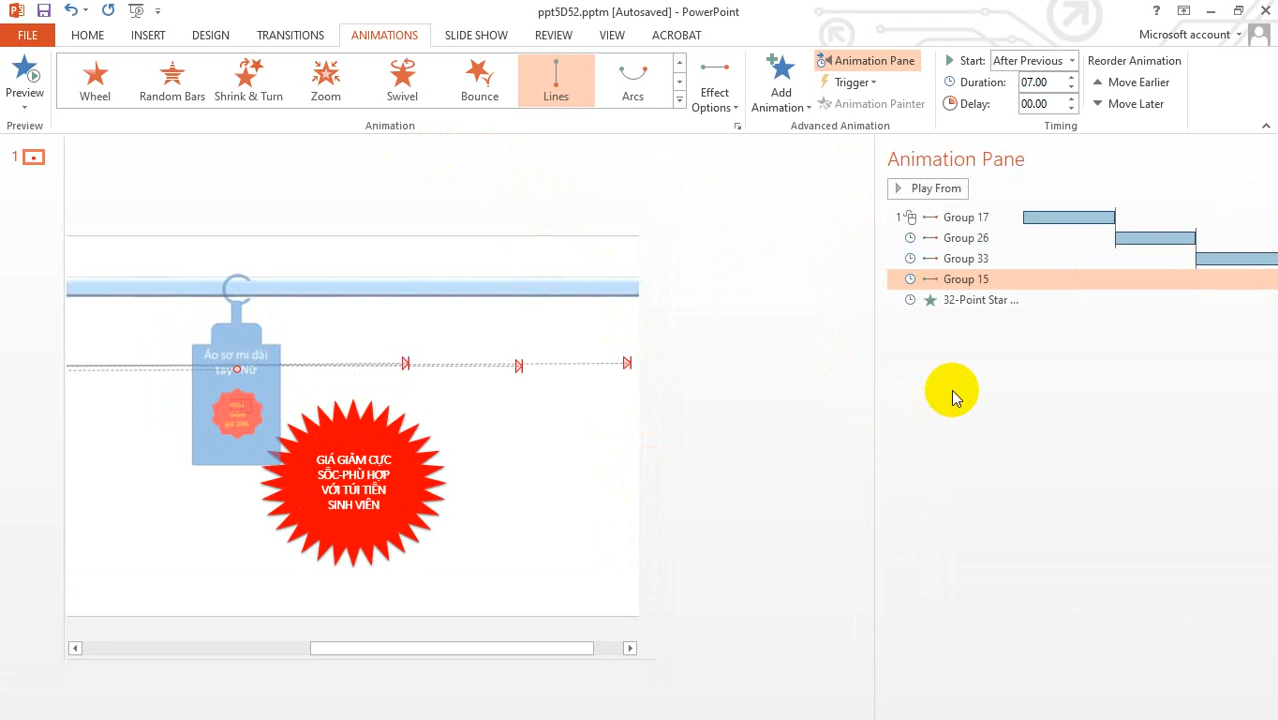 ppt5D52.pptm [Autosaved] - PowerPoint
FILE HOME INSERT DESIGN TRANSITIONS ANIMATIONS SLIDE SHOW REVIEW VIEW ACROBAT Microsoft account
Preview
Wheel Random Bars Shrink & Turn Zoom Swivel Bounce Lines Arcs
Effect Options
Add Animation
Animation Pane
Trigger
Animation Painter
Start: After Previous
Duration: 07.00
Delay: 00.00
Reorder Animation
Move Earlier
Move Later
Preview Animation Advanced Animation Timing
1
Animation Pane
Play From
1 Group 17
Group 26
Group 33
Group 15
32-Point Star ...
Áo sơ mi dài
GIÁ GIẢM CỰC
SỐC-PHÙ HỢP
VỚI TÚI TIỀN
SINH VIÊN